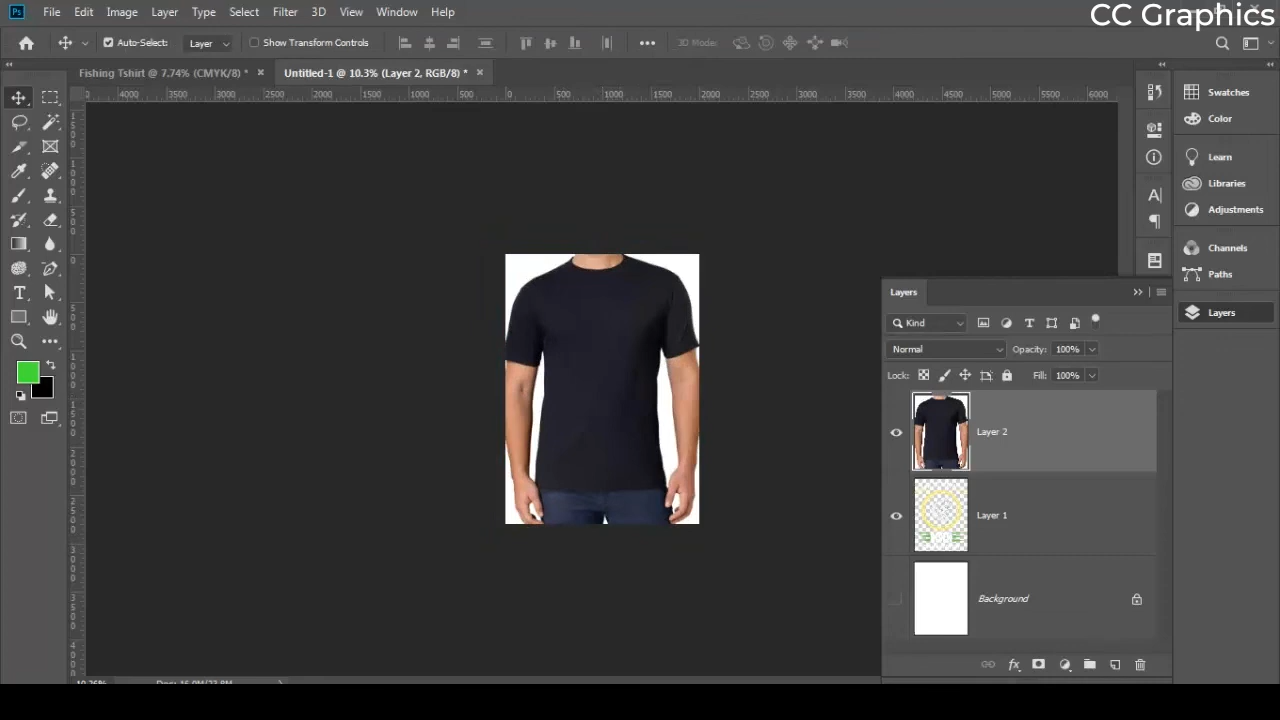 CC Graphics
Ps File Edit Image Layer Type Select Filter 3D View Window Help
Auto-Select: Layer Show Transform Controls 3D Mode:
Fishing Tshirt @ 7.74% (CMYK/8) * Untitled-1 @ 10.3% (Layer 2, RGB/8) *
4000 3500 3000 2500 2000 1500 1000 500 0 500 1000 1500 2000 2500 3000 3500 4000 4500 5000 5500 6000
Swatches
Color
Learn
Libraries
Adjustments
Channels
Paths
Layers
Layers
Kind
Normal Opacity: 100%
Lock: Fill: 100%
Layer 2
Layer 1
Background